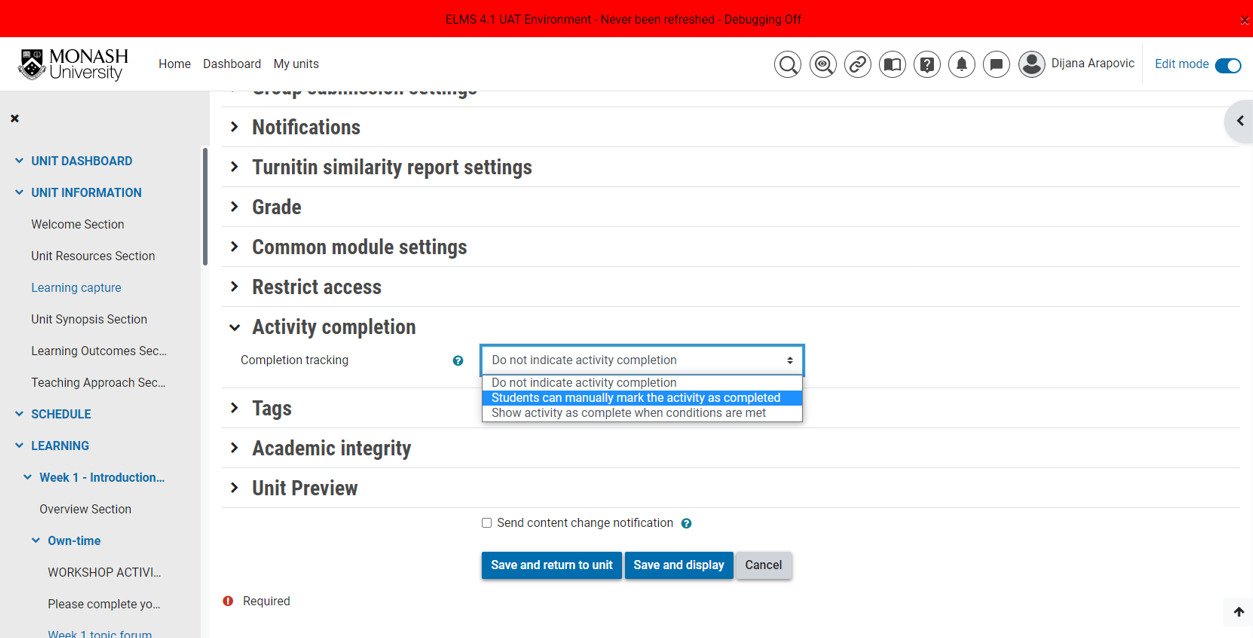 ELMS 4.1 UAT Environment - Never been refreshed - Debugging Off
MONASH
University
Home
Dashboard
My units
Dijana Arapovic
Edit mode
UNIT DASHBOARD
UNIT INFORMATION
Welcome Section
Unit Resources Section
Learning capture
Unit Synopsis Section
Learning Outcomes Sec...
Teaching Approach Sec...
SCHEDULE
LEARNING
Week 1 - Introduction...
Overview Section
Own-time
WORKSHOP ACTIVI...
Please complete yo...
Week 1 topic forum
Group submission settings
Notifications
Turnitin similarity report settings
Grade
Common module settings
Restrict access
Activity completion
Completion tracking
Do not indicate activity completion
Do not indicate activity completion
Students can manually mark the activity as completed
Show activity as complete when conditions are met
Tags
Academic integrity
Unit Preview
Send content change notification
Save and return to unit
Save and display
Cancel
Required